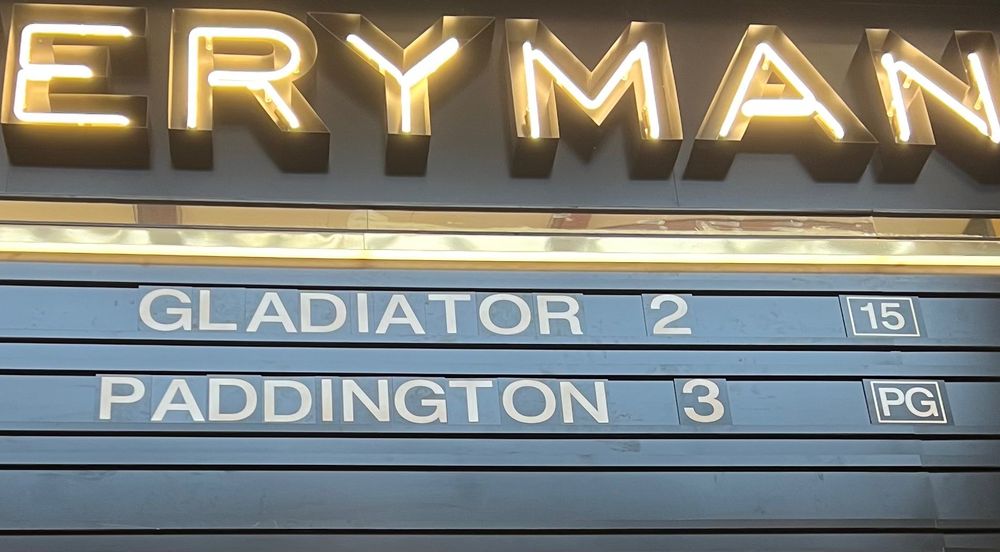 ERYMAN
GLADIATOR 2 15
PADDINGTON 3 PG